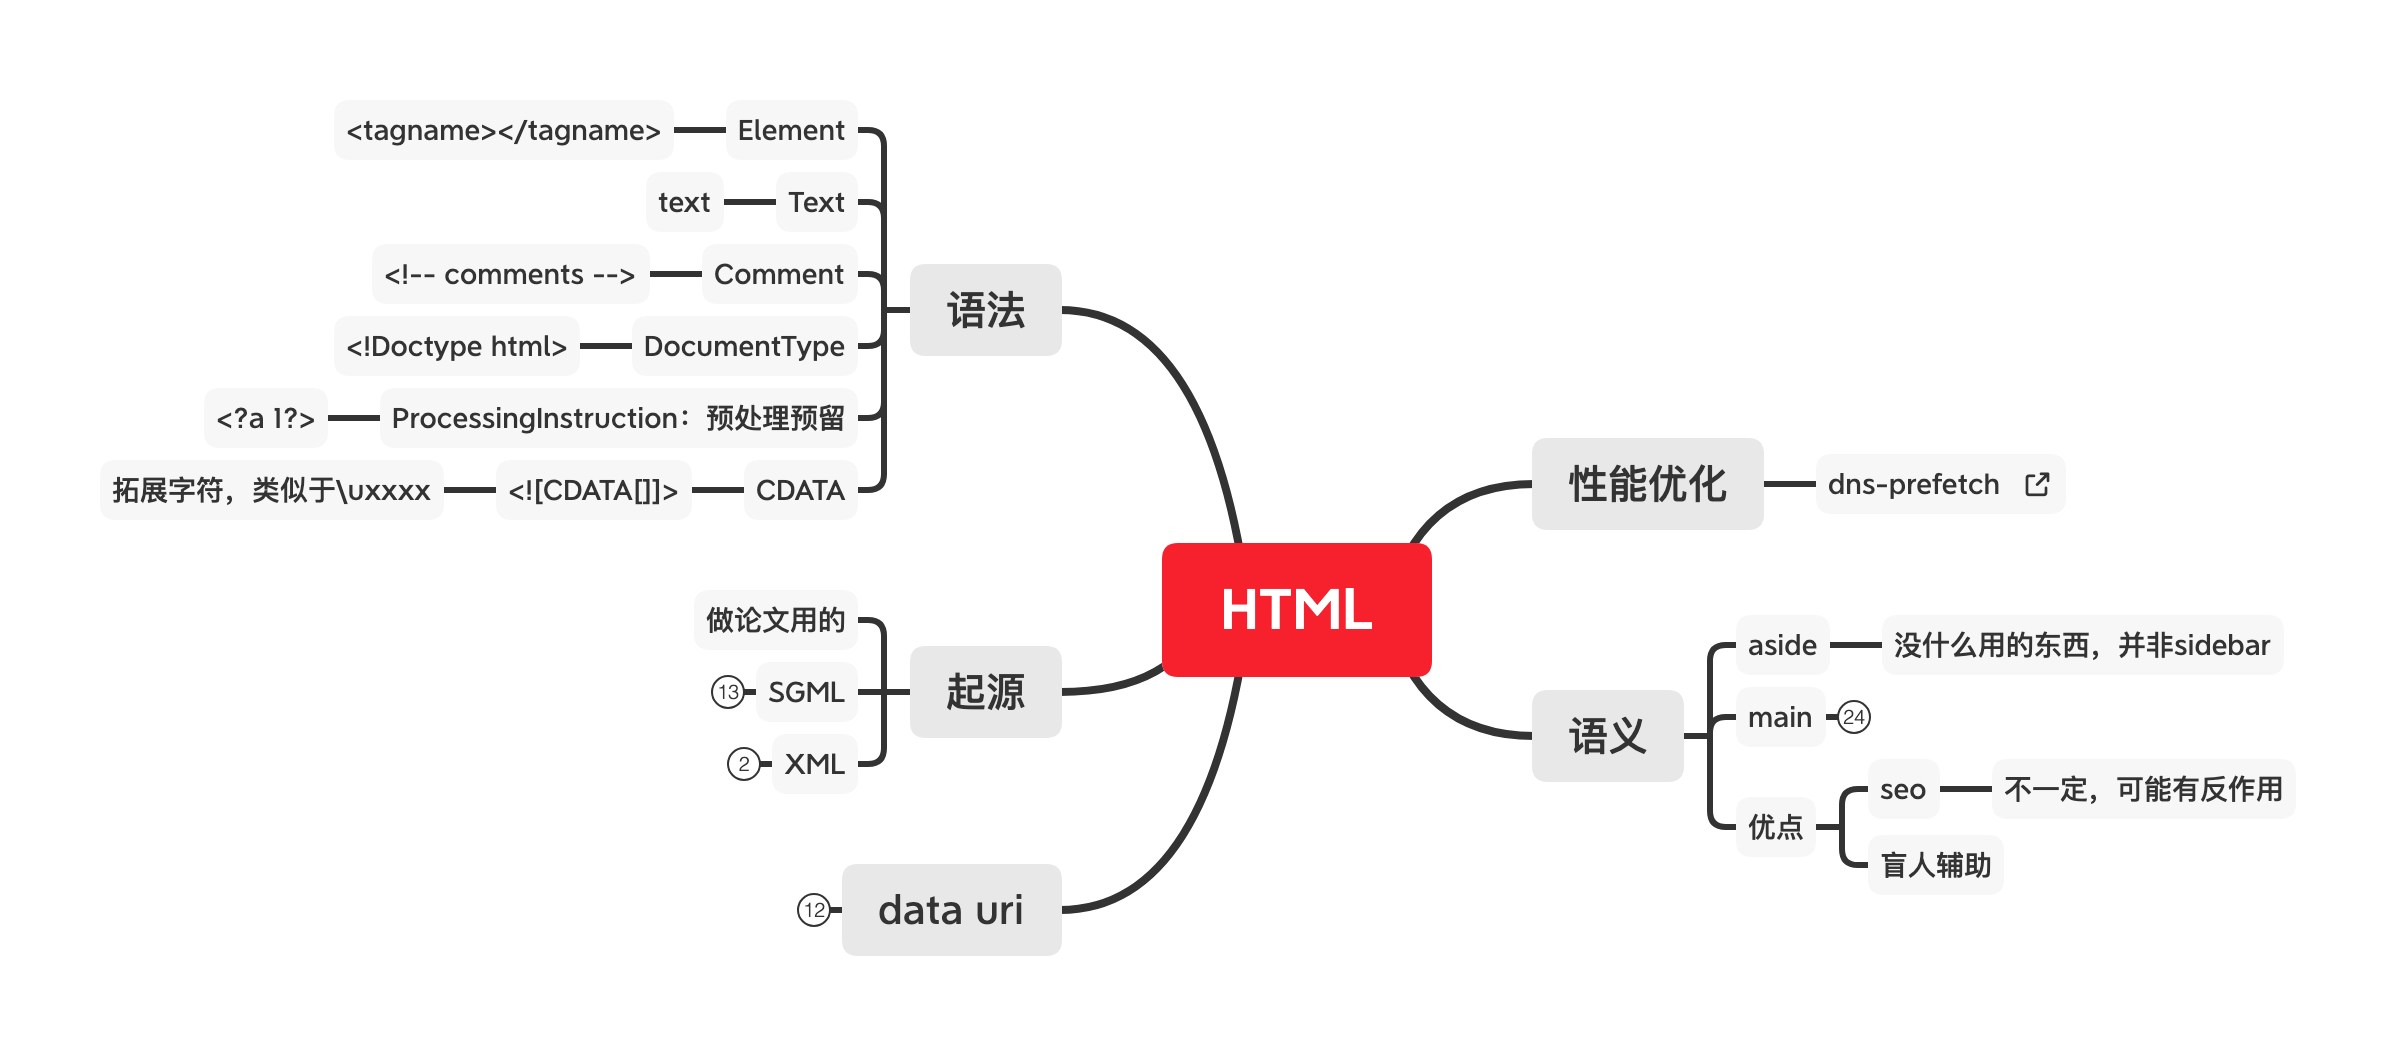 HTML
语法
Element
<tagname></tagname>
Text
text
Comment
<!-- comments -->
DocumentType
<!Doctype html>
ProcessingInstruction：预处理预留
<?a 1?>
CDATA
<![CDATA[]]>
拓展字符，类似于\uxxxx
起源
做论文用的
SGML
13
XML
2
data uri
12
性能优化
dns-prefetch
语义
aside
没什么用的东西，并非sidebar
main
24
优点
seo
不一定，可能有反作用
盲人辅助